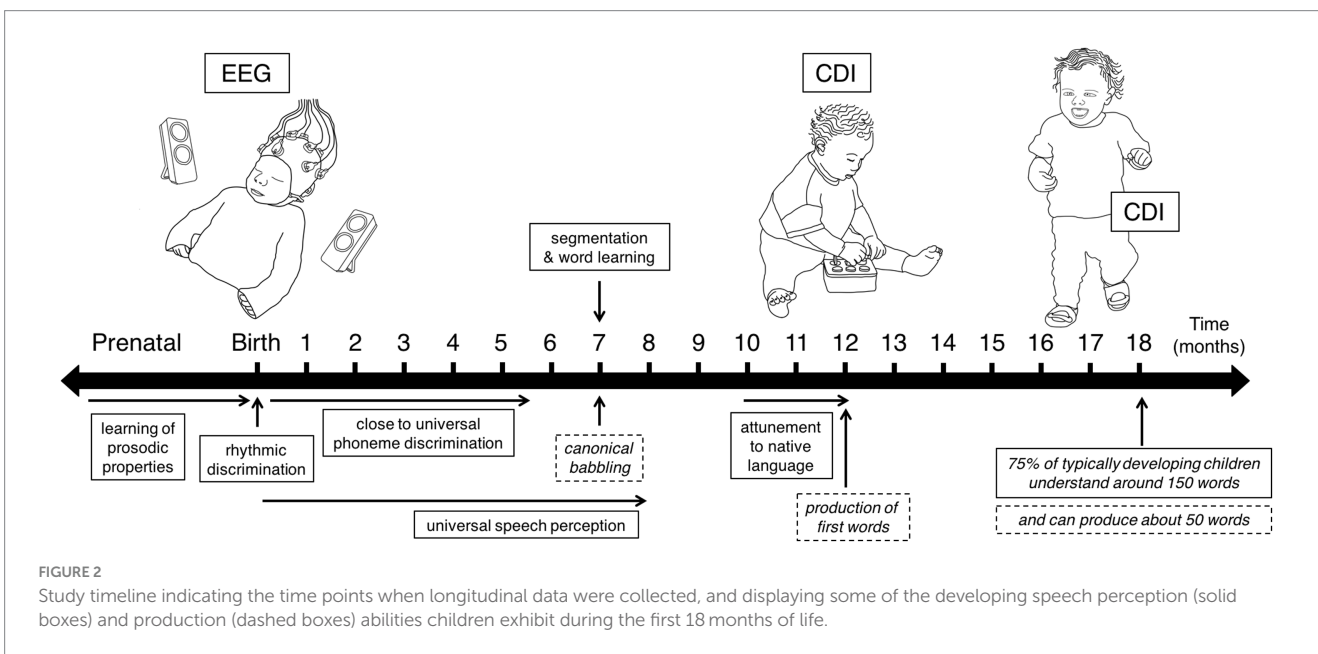 EEG
CDI
CDI
segmentation
& word learning
Prenatal Birth 1 2 3 4 5 6 7 8 9 10 11 12 13 14 15 16 17 18
Time
(months)
learning of
prosodic
properties
rhythmic
discrimination
close to universal
phoneme discrimination
canonical
babbling
attunement
to native
language
universal speech perception
production of
first words
75% of typically developing children
understand around 150 words
and can produce about 50 words
FIGURE 2
Study timeline indicating the time points when longitudinal data were collected, and displaying some of the developing speech perception (solid
boxes) and production (dashed boxes) abilities children exhibit during the first 18 months of life.